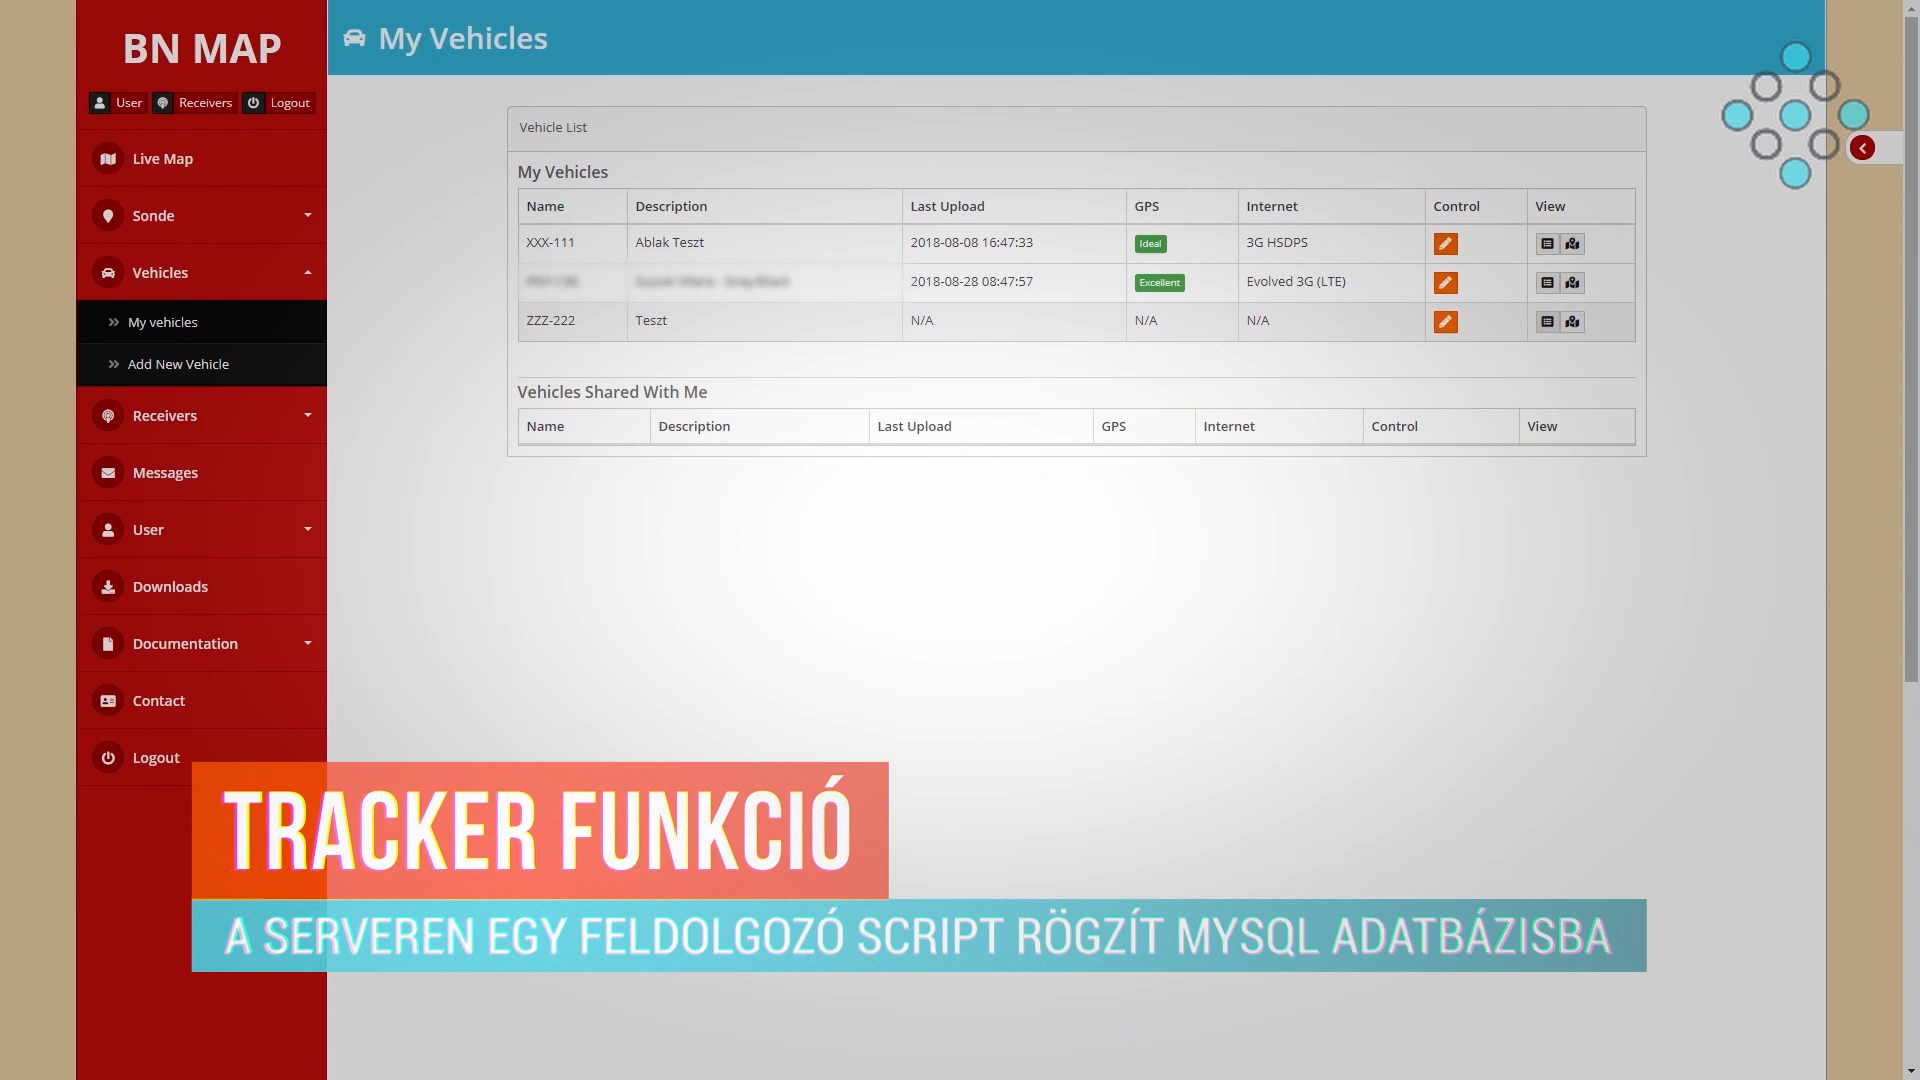 BN MAP
User Receivers Logout
Live Map
Sonde
Vehicles
My vehicles
Add New Vehicle
Receivers
Messages
User
Downloads
Documentation
Contact
Logout
My Vehicles
Vehicle List
My Vehicles
Name Description Last Upload GPS Internet Control View
XXX-111 Ablak Teszt 2018-08-08 16:47:33 Ideal 3G HSDPS
2018-08-28 08:47:57 Excellent Evolved 3G (LTE)
ZZZ-222 Teszt N/A N/A N/A
Vehicles Shared With Me
Name Description Last Upload GPS Internet Control View
TRACKER FUNKCIÓ
A SERVEREN EGY FELDOLGOZÓ SCRIPT RÖGZÍT MYSQL ADATBÁZISBA